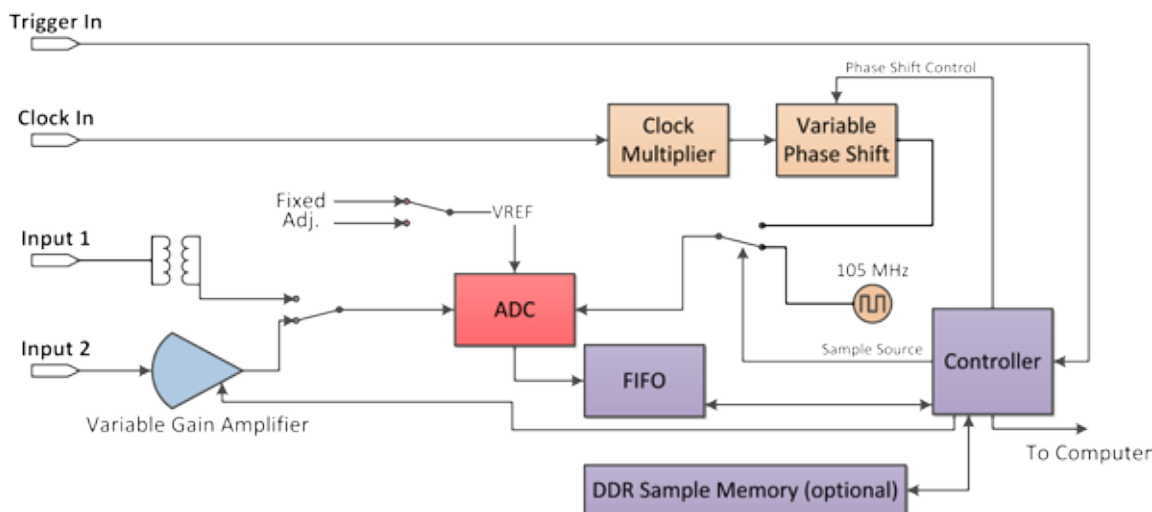 Trigger In
Phase Shift Control
Clock In
Clock
Multiplier
Variable
Phase Shift
Fixed
Adj.
VREF
Input 1
105 MHz
ADC
Input 2
Sample Source
Controller
FIFO
Variable Gain Amplifier
To Computer
DDR Sample Memory (optional)